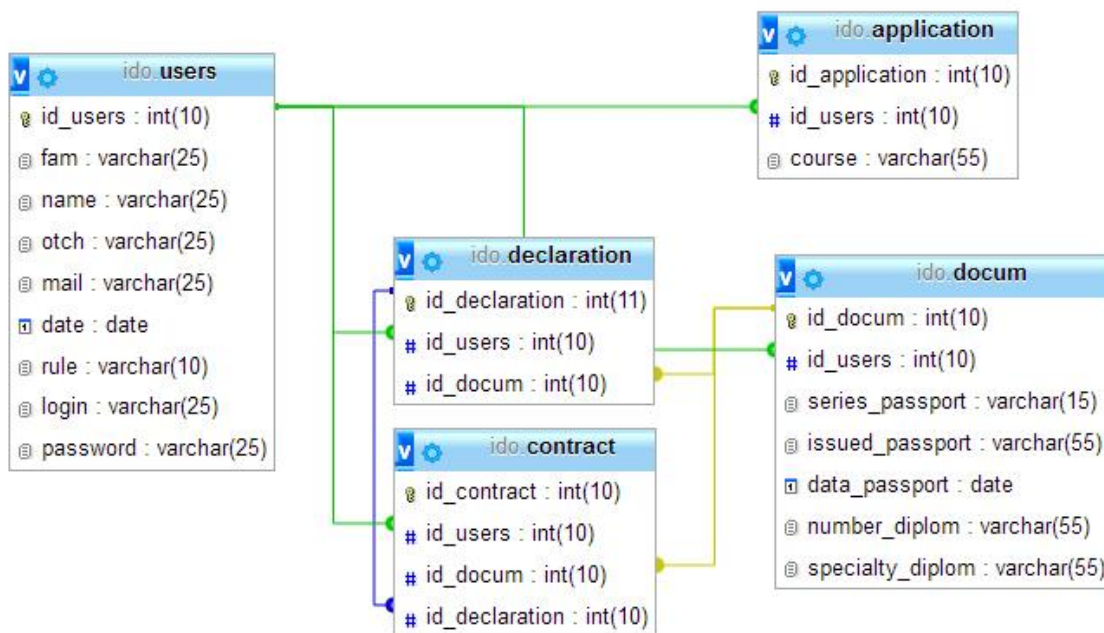 ido.users
id_users : int(10)
fam : varchar(25)
name : varchar(25)
otch : varchar(25)
mail : varchar(25)
date : date
rule : varchar(10)
login : varchar(25)
password : varchar(25)
ido.application
id_application : int(10)
id_users : int(10)
course : varchar(55)
ido.declaration
id_declaration : int(11)
id_users : int(10)
id_docum : int(10)
ido.contract
id_contract : int(10)
id_users : int(10)
id_docum : int(10)
id_declaration : int(10)
ido.docum
id_docum : int(10)
id_users : int(10)
series_passport : varchar(15)
issued_passport : varchar(55)
data_passport : date
number_diplom : varchar(55)
specialty_diplom : varchar(55)